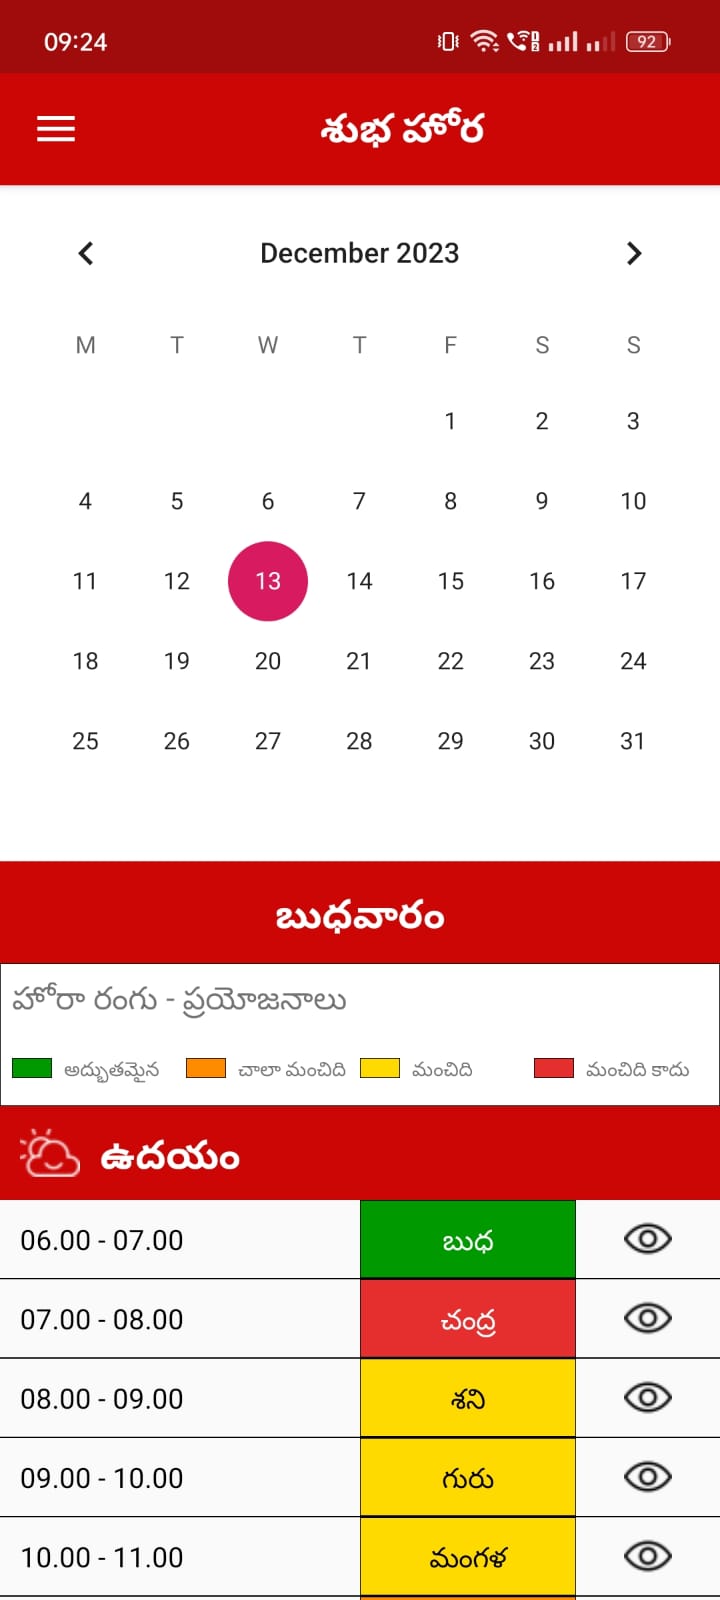 09:24 92
శుభ హోర
December 2023
M T W T F S S
1 2 3
4 5 6 7 8 9 10
11 12 13 14 15 16 17
18 19 20 21 22 23 24
25 26 27 28 29 30 31
బుధవారం
హోరా రంగు - ప్రయోజనాలు
అద్భుతమైన చాలా మంచిది మంచిది మంచిది కాదు
ఉదయం
06.00 - 07.00 బుధ
07.00 - 08.00 చంద్ర
08.00 - 09.00 శని
09.00 - 10.00 గురు
10.00 - 11.00 మంగళ